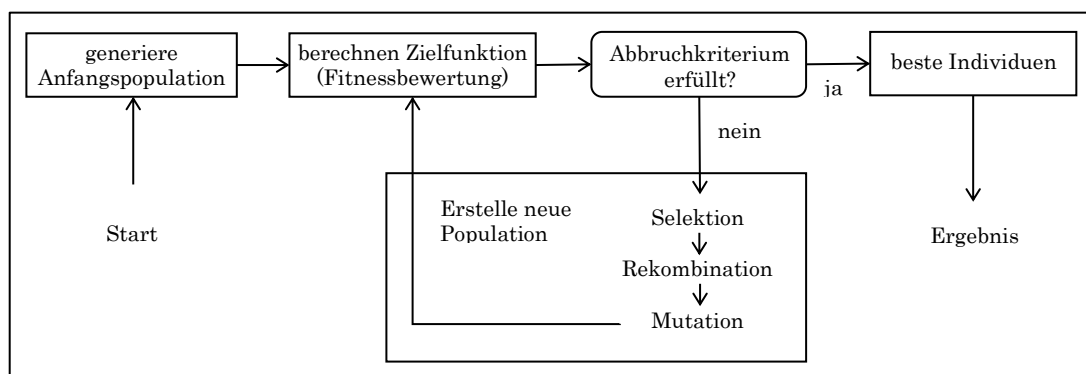 generiere
Anfangspopulation
berechnen Zielfunktion
(Fitnessbewertung)
Abbruchkriterium
erfüllt?
ja
beste Individuen
nein
Start
Erstelle neue
Population
Selektion
Rekombination
Mutation
Ergebnis